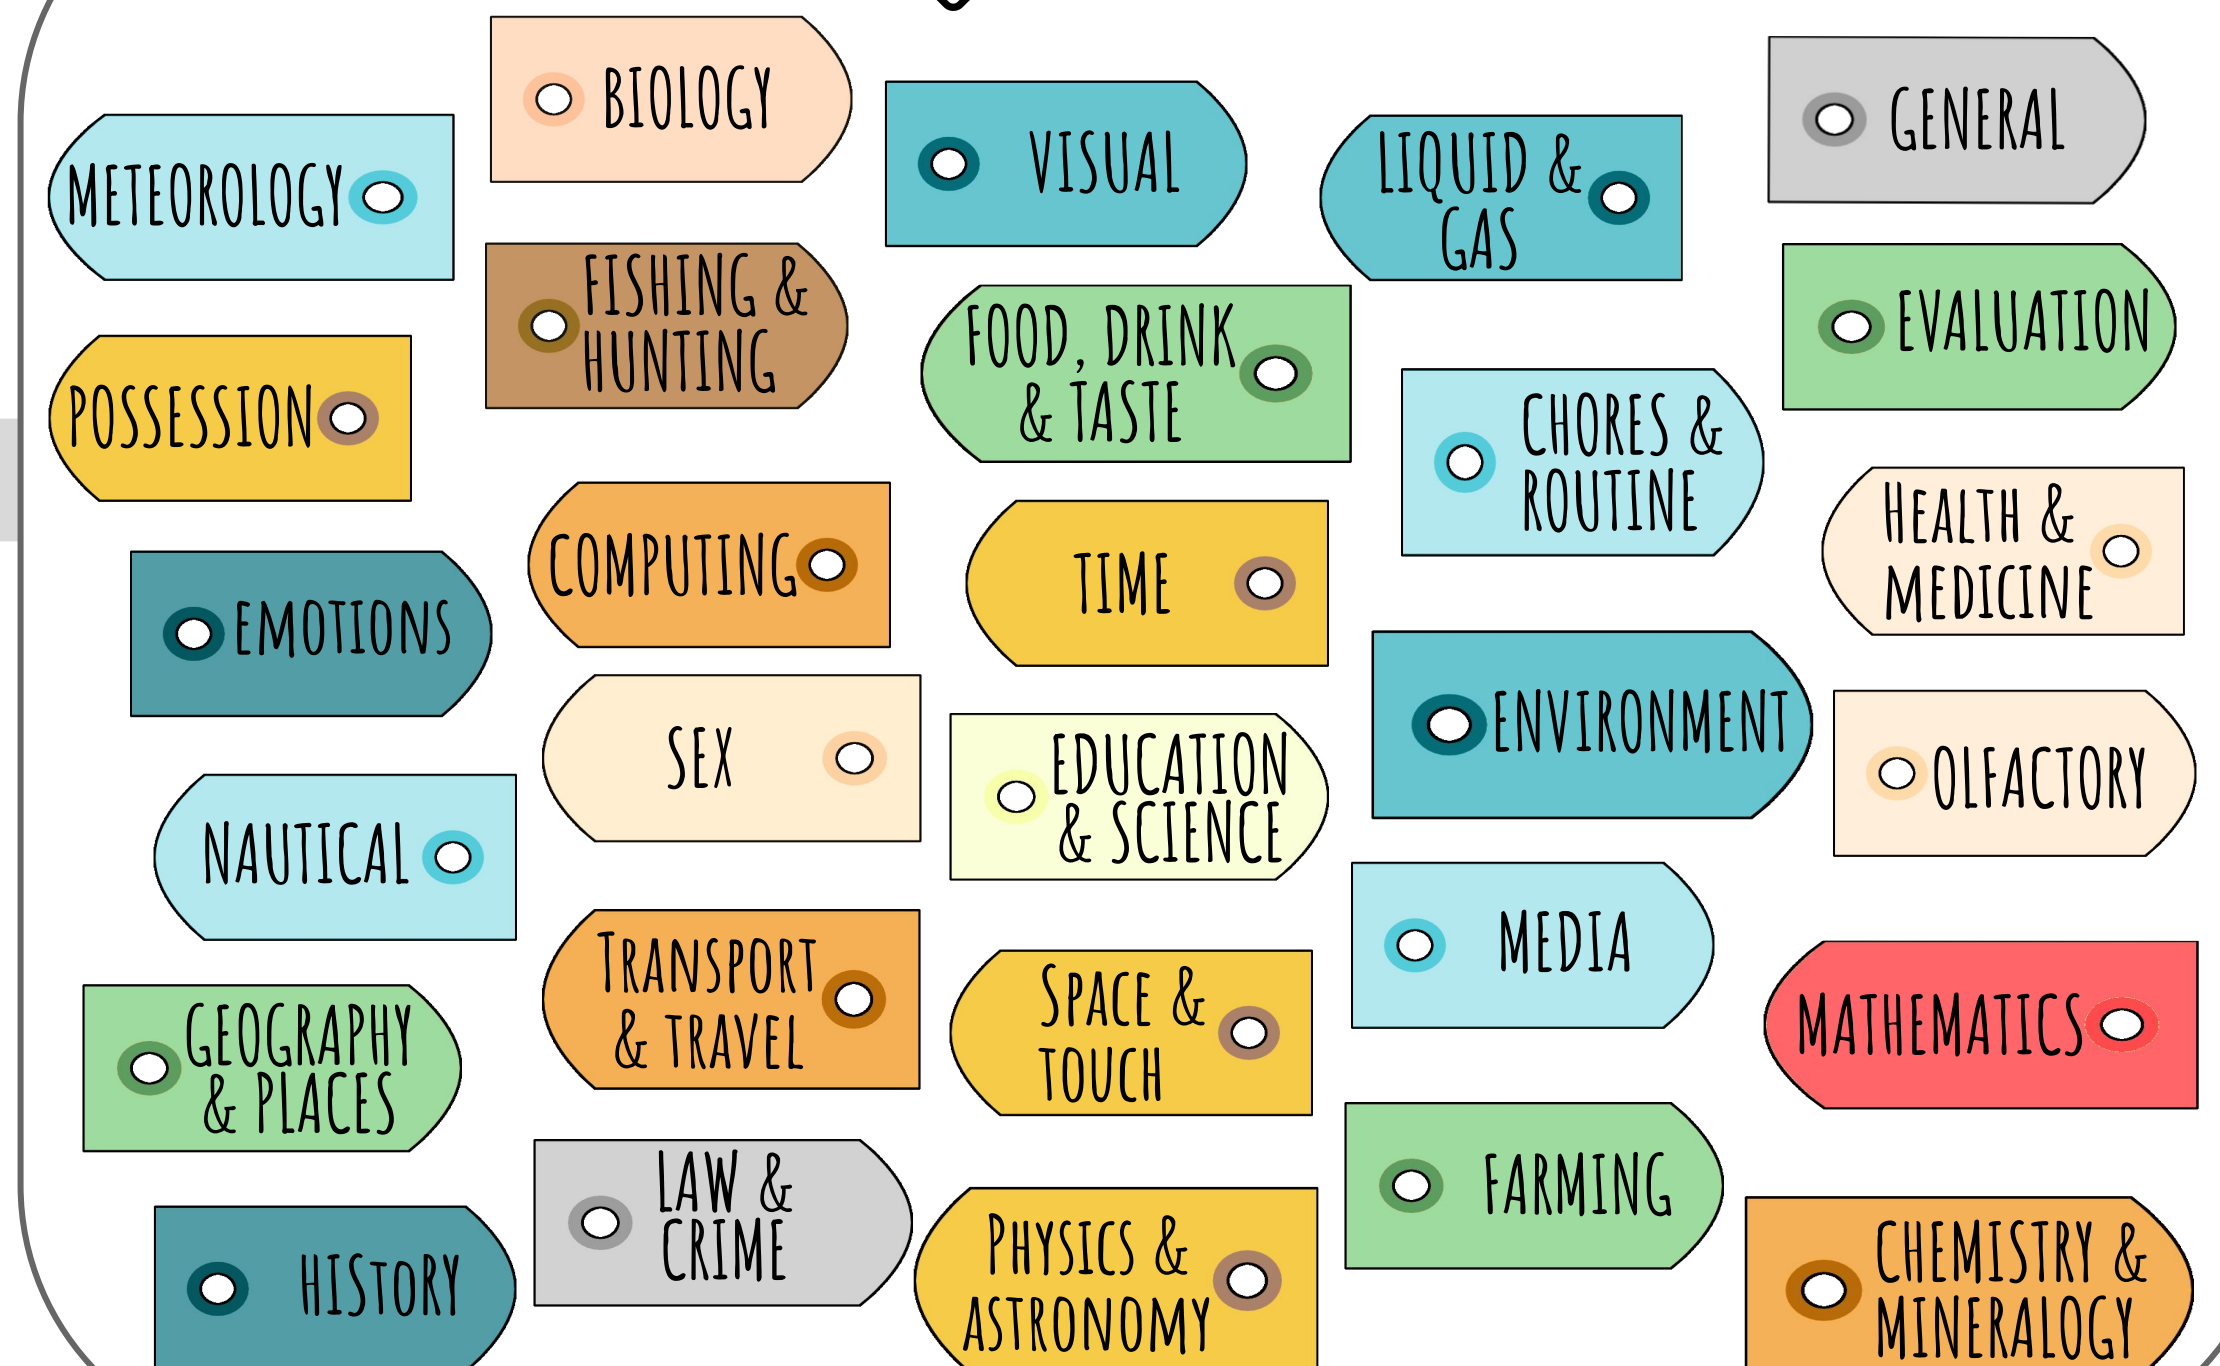 BIOLOGY
GENERAL
VISUAL
METEOROLOGY
LIQUID &
GAS
FISHING &
HUNTING
EVALUATION
FOOD, DRINK
& TASTE
POSSESSION
CHORES &
ROUTINE
HEALTH &
MEDICINE
COMPUTING
TIME
EMOTIONS
ENVIRONMENT
SEX
EDUCATION
& SCIENCE
OLFACTORY
NAUTICAL
MEDIA
TRANSPORT
& TRAVEL
SPACE &
TOUCH
MATHEMATICS
GEOGRAPHY
& PLACES
FARMING
LAW &
CRIME
PHYSICS &
ASTRONOMY
HISTORY
CHEMISTRY &
MINERALOGY